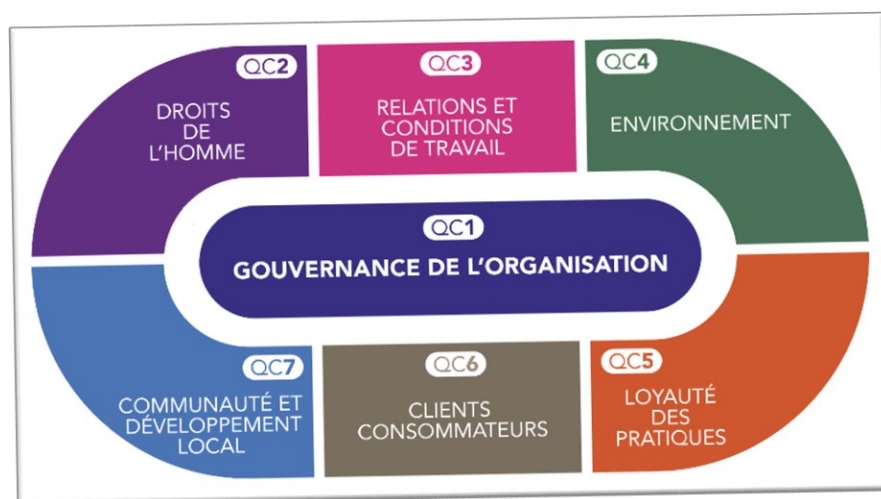 QC2
DROITS
DE
L'HOMME
QC3
RELATIONS ET
CONDITIONS
DE TRAVAIL
QC4
ENVIRONNEMENT
QC1
GOUVERNANCE DE L'ORGANISATION
QC7
COMMUNAUTÉ ET
DÉVELOPPEMENT
LOCAL
QC6
CLIENTS
CONSOMMATEURS
QC5
LOYAUTÉ
DES
PRATIQUES